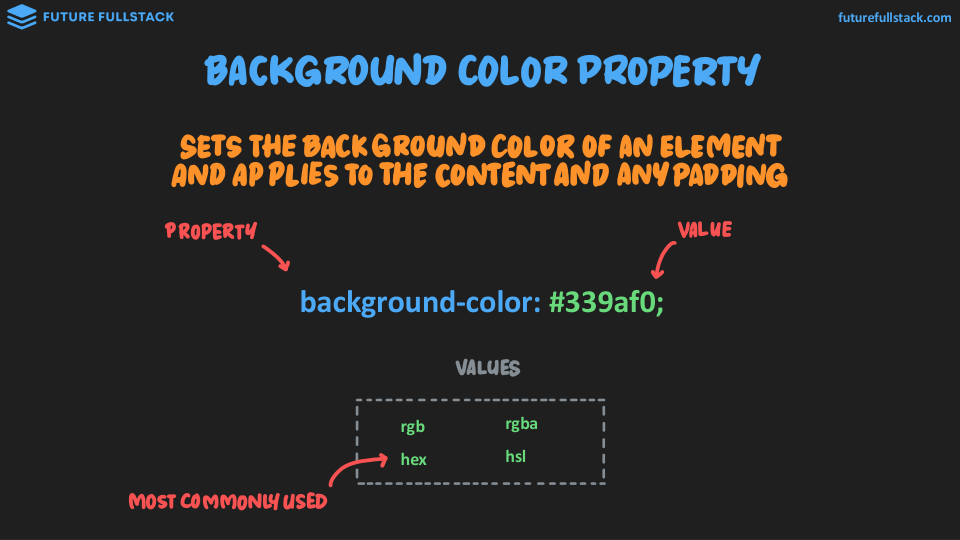 FUTURE FULLSTACK
futurefullstack.com
BACKGROUND COLOR PROPERTY
SETS THE BACKGROUND COLOR OF AN ELEMENT
AND APPLIES TO THE CONTENT AND ANY PADDING
PROPERTY
VALUE
background-color: #339af0;
VALUES
rgb rgba
hex hsl
MOST COMMONLY USED